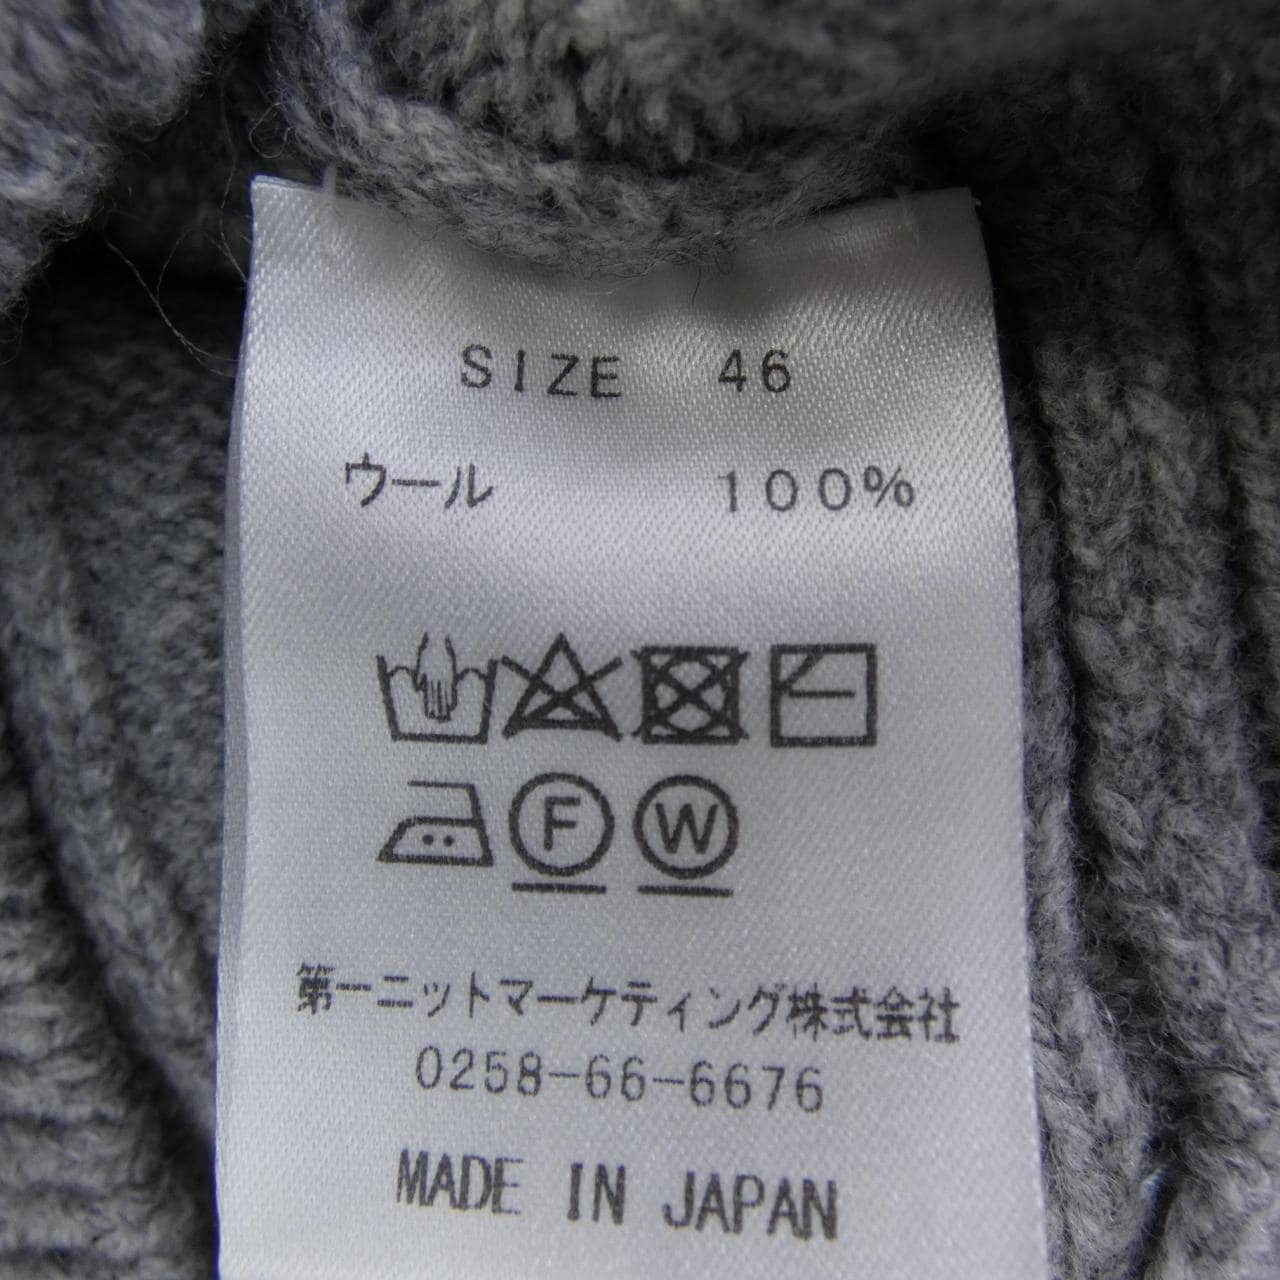 SIZE 46
ウール 100%
F W
第一ニットマーケティング株式会社
0258-66-6676
MADE IN JAPAN